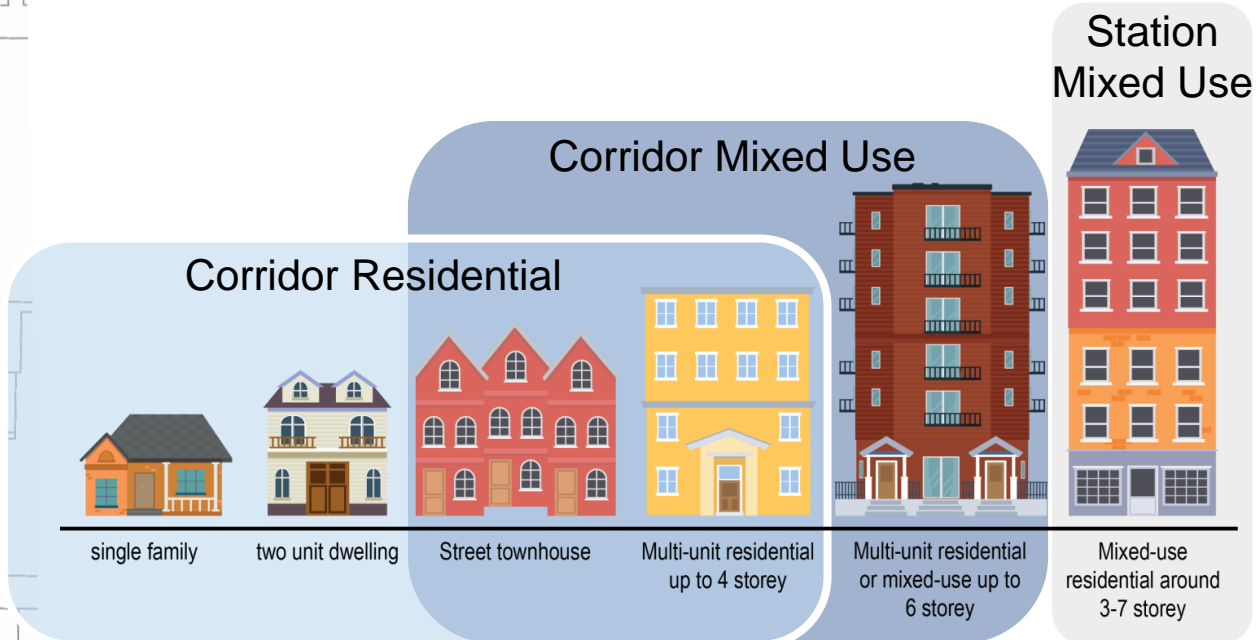 Station
Mixed Use
Corridor Mixed Use
Corridor Residential
single family
two unit dwelling
Street townhouse
Multi-unit residential
up to 4 storey
Multi-unit residential
or mixed-use up to
6 storey
Mixed-use
residential around
3-7 storey